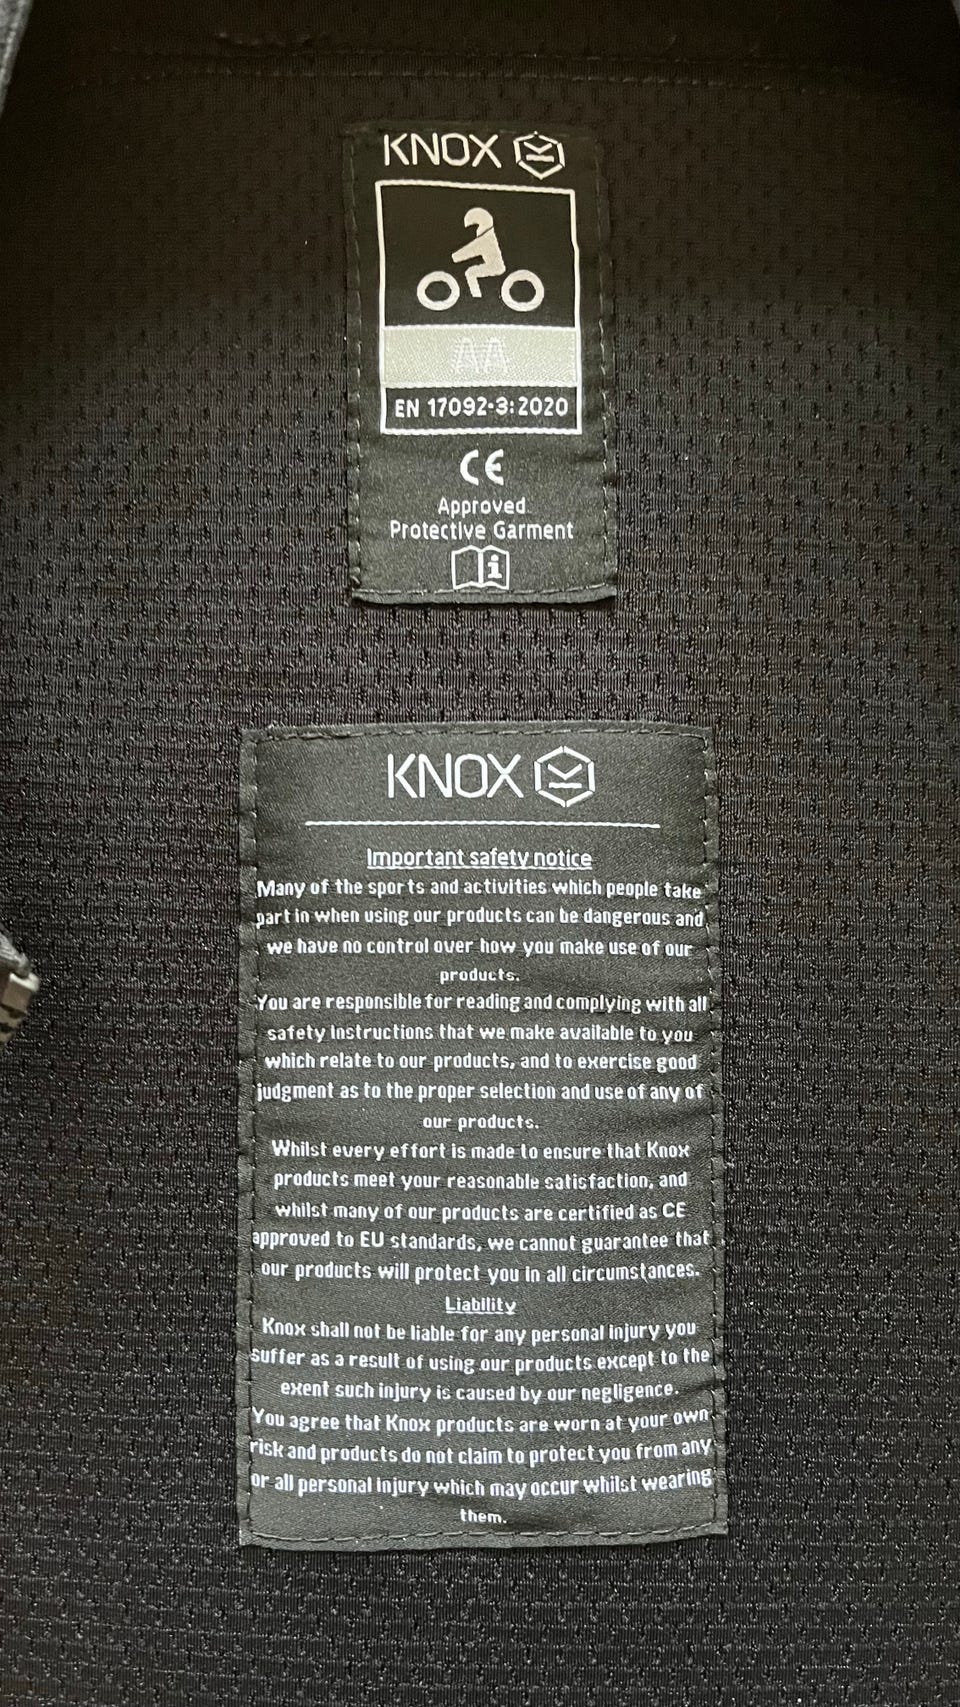 KNOX
AA
EN 17092-3:2020
CE
Approved
Protective Garment
i
KNOX
Important safety notice
Many of the sports and activities which people take
part in when using our products can be dangerous and
we have no control over how you make use of our
products.
You are responsible for reading and complying with all
safety Instructions that we make available to you
which relate to our products, and to exercise good
judgment as to the proper selection and use of any of
our products.
Whilst every effort is made to ensure that Knox
products meet your reasonable satisfaction, and
whilst many of our products are certified as CE
approved to EU standards, we cannot guarantee that
our products will protect you in all circumstances.
Liability
Knox shall not be liable for any personal injury you
suffer as a result of using our products except to the
exent such injury is caused by our negligence.
You agree that Knox products are worn at your own
risk and products do not claim to protect you from any
or all personal injury which may occur whilst wearing
them.